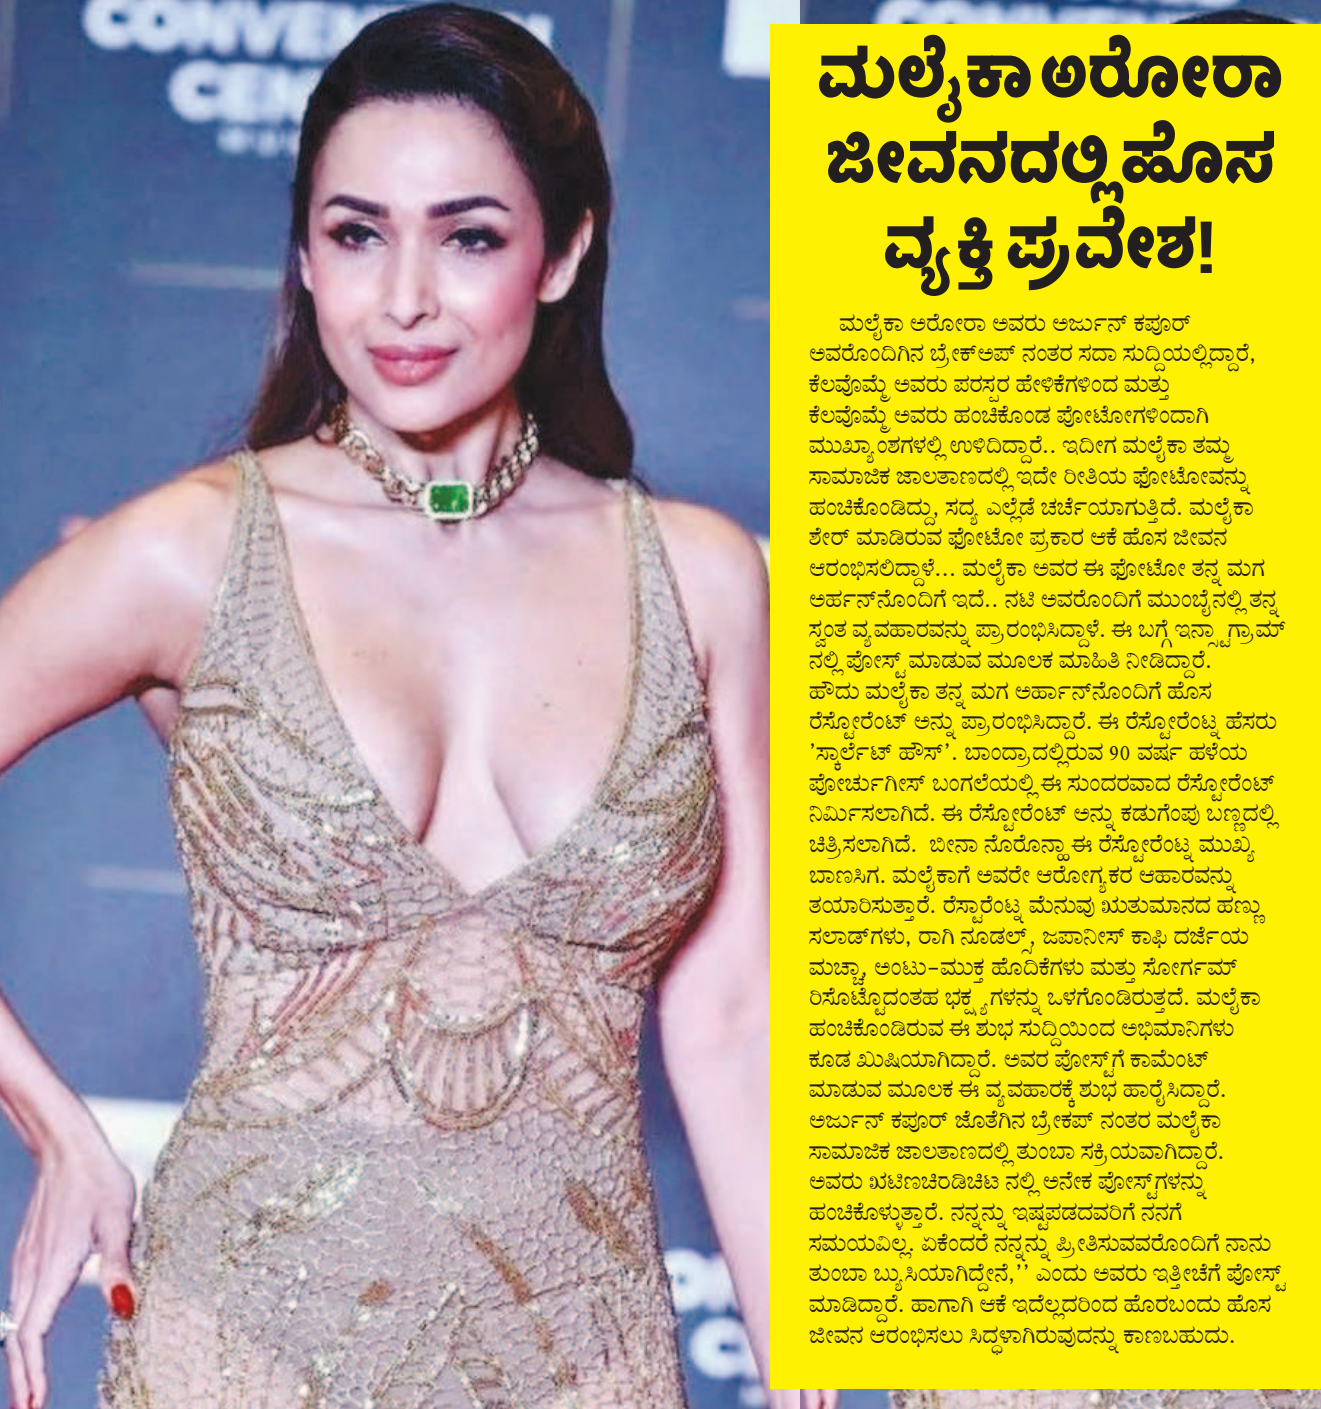 CONVENTION
CEN
ಮಲೈಕಾ ಅರೋರಾ
ಜೀವನದಲ್ಲಿ ಹೊಸ
ವ್ಯಕ್ತಿ ಪ್ರವೇಶ!
ಮಲೈಕಾ ಅರೋರಾ ಅವರು ಅರ್ಜುನ್ ಕಪೂರ್
ಅವರೊಂದಿಗಿನ ಬ್ರೇಕ್‌ಅಪ್ ನಂತರ ಸದಾ ಸುದ್ದಿಯಲ್ಲಿದ್ದಾರೆ,
ಕೆಲವೊಮ್ಮೆ ಅವರು ಪರಸ್ಪರ ಹೇಳಿಕೆಗಳಿಂದ ಮತ್ತು
ಕೆಲವೊಮ್ಮೆ ಅವರು ಹಂಚಿಕೊಂಡ ಪೋಟೋಗಳಿಂದಾಗಿ
ಮುಖ್ಯಾಂಶಗಳಲ್ಲಿ ಉಳಿದಿದ್ದಾರೆ.. ಇದೀಗ ಮಲೈಕಾ ತಮ್ಮ
ಸಾಮಾಜಿಕ ಜಾಲತಾಣದಲ್ಲಿ ಇದೇ ರೀತಿಯ ಫೋಟೋವನ್ನು
ಹಂಚಿಕೊಂಡಿದ್ದು, ಸದ್ಯ ಎಲ್ಲೆಡೆ ಚರ್ಚೆಯಾಗುತ್ತಿದೆ. ಮಲೈಕಾ
ಶೇರ್ ಮಾಡಿರುವ ಫೋಟೋ ಪ್ರಕಾರ ಆಕೆ ಹೊಸ ಜೀವನ
ಆರಂಭಿಸಲಿದ್ದಾಳೆ... ಮಲೈಕಾ ಅವರ ಈ ಫೋಟೋ ತನ್ನ ಮಗ
ಅರ್ಹನ್‌ನೊಂದಿಗೆ ಇದೆ.. ನಟಿ ಅವರೊಂದಿಗೆ ಮುಂಬೈನಲ್ಲಿ ತನ್ನ
ಸ್ವಂತ ವ್ಯವಹಾರವನ್ನು ಪ್ರಾರಂಭಿಸಿದ್ದಾಳೆ. ಈ ಬಗ್ಗೆ ಇನ್ಸ್ಟಾಗ್ರಾಮ್
ನಲ್ಲಿ ಪೋಸ್ಟ್ ಮಾಡುವ ಮೂಲಕ ಮಾಹಿತಿ ನೀಡಿದ್ದಾರೆ.
ಹೌದು ಮಲೈಕಾ ತನ್ನ ಮಗ ಅರ್ಹಾನ್‌ನೊಂದಿಗೆ ಹೊಸ
ರೆಸ್ಟೋರೆಂಟ್ ಅನ್ನು ಪ್ರಾರಂಭಿಸಿದ್ದಾರೆ. ಈ ರೆಸ್ಟೋರೆಂಟ್ನ ಹೆಸರು
'ಸ್ಕಾರ್ಲೆಟ್ ಹೌಸ್'. ಬಾಂದ್ರಾದಲ್ಲಿರುವ 90 ವರ್ಷ ಹಳೆಯ
ಪೋರ್ಚುಗೀಸ್ ಬಂಗಲೆಯಲ್ಲಿ ಈ ಸುಂದರವಾದ ರೆಸ್ಟೋರೆಂಟ್
ನಿರ್ಮಿಸಲಾಗಿದೆ. ಈ ರೆಸ್ಟೋರೆಂಟ್ ಅನ್ನು ಕಡುಗೆಂಪು ಬಣ್ಣದಲ್ಲಿ
ಚಿತ್ರಿಸಲಾಗಿದೆ. ಬೀನಾ ನೊರೊನ್ಹಾ ಈ ರೆಸ್ಟೋರೆಂಟ್ನ ಮುಖ್ಯ
ಬಾಣಸಿಗ. ಮಲೈಕಾಗೆ ಅವರೇ ಆರೋಗ್ಯಕರ ಆಹಾರವನ್ನು
ತಯಾರಿಸುತ್ತಾರೆ. ರೆಸ್ಟಾರೆಂಟ್ನ ಮೆನುವು ಋತುಮಾನದ ಹಣ್ಣು
ಸಲಾಡ್‌ಗಳು, ರಾಗಿ ನೂಡಲ್ಸ್, ಜಪಾನೀಸ್ ಕಾಫಿ ದರ್ಜೆಯ
ಮಚ್ಚಾ, ಅಂಟು-ಮುಕ್ತ ಹೊದಿಕೆಗಳು ಮತ್ತು ಸೋರ್ಗಮ್
ರಿಸೊಟ್ಟೊದಂತಹ ಭಕ್ಷ್ಯಗಳನ್ನು ಒಳಗೊಂಡಿರುತ್ತದೆ. ಮಲೈಕಾ
ಹಂಚಿಕೊಂಡಿರುವ ಈ ಶುಭ ಸುದ್ದಿಯಿಂದ ಅಭಿಮಾನಿಗಳು
ಕೂಡ ಖುಷಿಯಾಗಿದ್ದಾರೆ. ಅವರ ಪೋಸ್ಟ್‌ಗೆ ಕಾಮೆಂಟ್
ಮಾಡುವ ಮೂಲಕ ಈ ವ್ಯವಹಾರಕ್ಕೆ ಶುಭ ಹಾರೈಸಿದ್ದಾರೆ.
ಅರ್ಜುನ್ ಕಪೂರ್ ಜೊತೆಗಿನ ಬ್ರೇಕಪ್ ನಂತರ ಮಲೈಕಾ
ಸಾಮಾಜಿಕ ಜಾಲತಾಣದಲ್ಲಿ ತುಂಬಾ ಸಕ್ರಿಯವಾಗಿದ್ದಾರೆ.
ಅವರು ಖಟಿಣಚಿರಡಿಚಿಟ ನಲ್ಲಿ ಅನೇಕ ಪೋಸ್ಟ್‌ಗಳನ್ನು
ಹಂಚಿಕೊಳ್ಳುತ್ತಾರೆ. ನನ್ನನ್ನು ಇಷ್ಟಪಡದವರಿಗೆ ನನಗೆ
ಸಮಯವಿಲ್ಲ. ಏಕೆಂದರೆ ನನ್ನನ್ನು ಪ್ರೀತಿಸುವವರೊಂದಿಗೆ ನಾನು
ತುಂಬಾ ಬ್ಯುಸಿಯಾಗಿದ್ದೇನೆ,'' ಎಂದು ಅವರು ಇತ್ತೀಚೆಗೆ ಪೋಸ್ಟ್
ಮಾಡಿದ್ದಾರೆ. ಹಾಗಾಗಿ ಆಕೆ ಇದೆಲ್ಲದರಿಂದ ಹೊರಬಂದು ಹೊಸ
ಜೀವನ ಆರಂಭಿಸಲು ಸಿದ್ಧಳಾಗಿರುವುದನ್ನು ಕಾಣಬಹುದು.